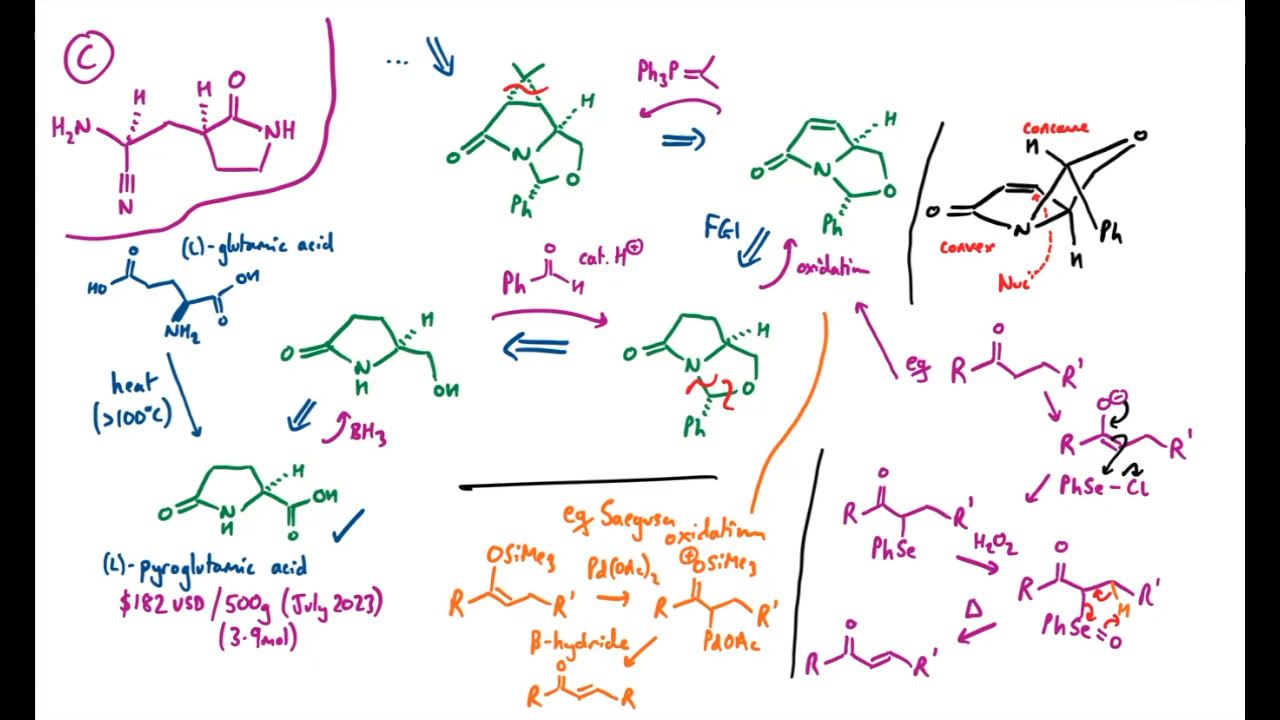 C
H
H
O
H₂N
NH
N
...
O
N
H
O
Ph
Ph₃P
O
N
H
O
Ph
concave
H
O
O
N
convex
Ph
H
Nuc
(L)-glutamic acid
HO
O
OH
O
NH₂
heat
(>100°C)
O
N
H
H
OH
BH₃
O
Ph
H
cat. H⊕
FGI
oxidation
O
N
H
O
Ph
eg
O
R
R'
O⊖
R
R'
PhSe-Cl
O
N
H
H
OH
O
(L)-pyroglutamic acid
$182 USD / 500g (July 2023)
(3.9mol)
eg Saegusa
oxidation
OSiMe₃
R
R'
Pd(OAc)₂
⊕OSiMe₃
R
R'
PdOAc
β-hydride
O
R
R
O
R
R'
PhSe
H₂O₂
O
R
R'
H
PhSe=O
Δ
O
R
R'